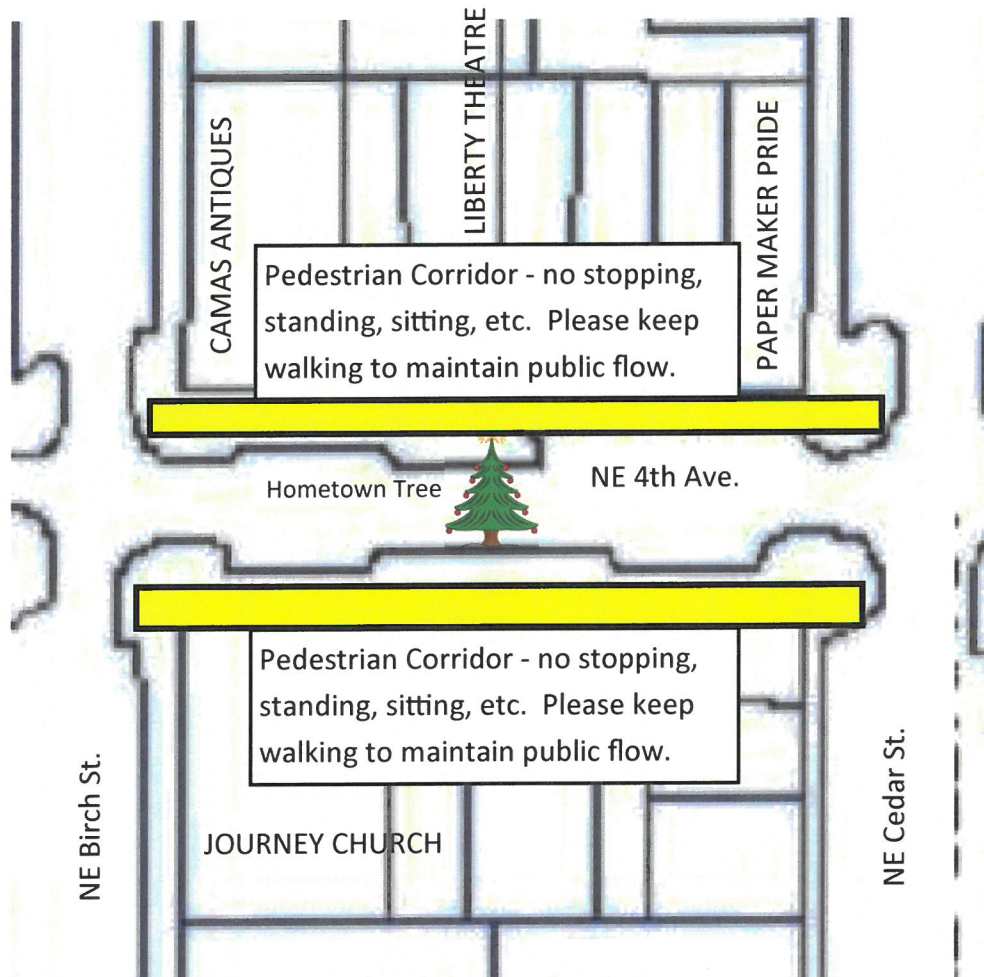 LIBERTY THEATRE
CAMAS ANTIQUES
PAPER MAKER PRIDE
Pedestrian Corridor - no stopping,
standing, sitting, etc.  Please keep
walking to maintain public flow.
Hometown Tree
NE 4th Ave.
Pedestrian Corridor - no stopping,
standing, sitting, etc.  Please keep
walking to maintain public flow.
NE Birch St.
JOURNEY CHURCH
NE Cedar St.